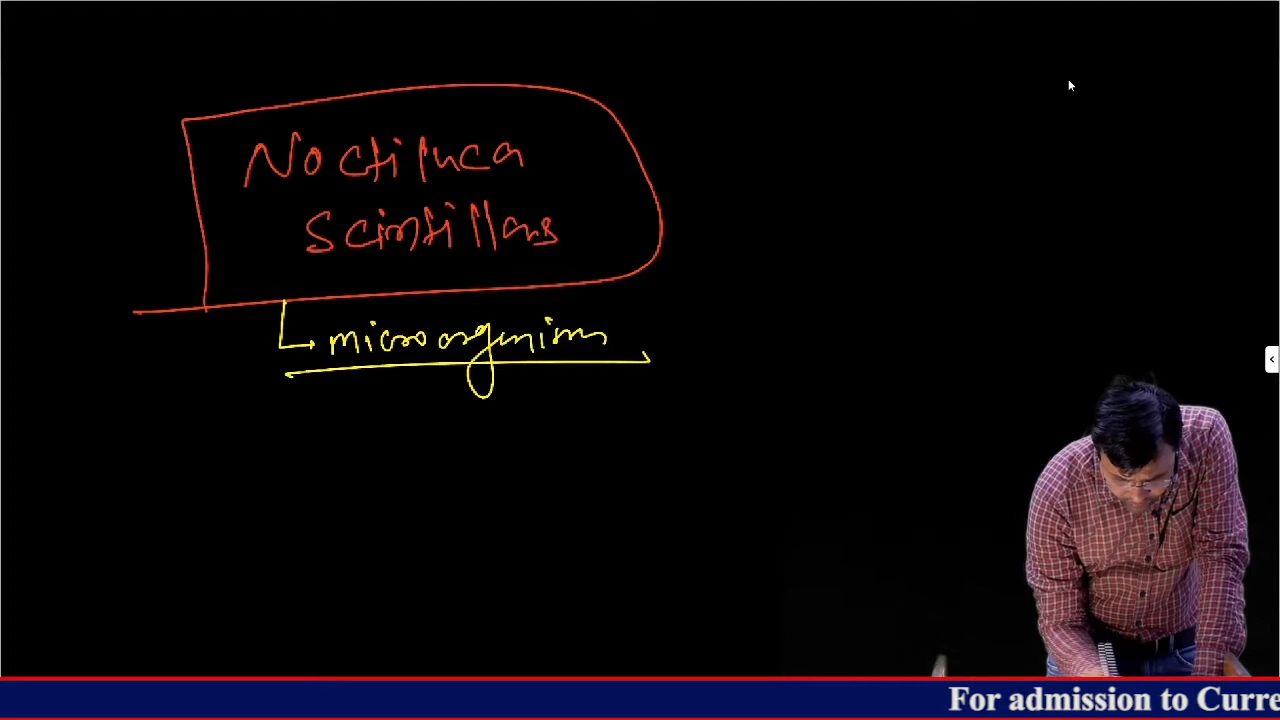 Noctiluca
Scintillans
microorganism
For admission to Curre